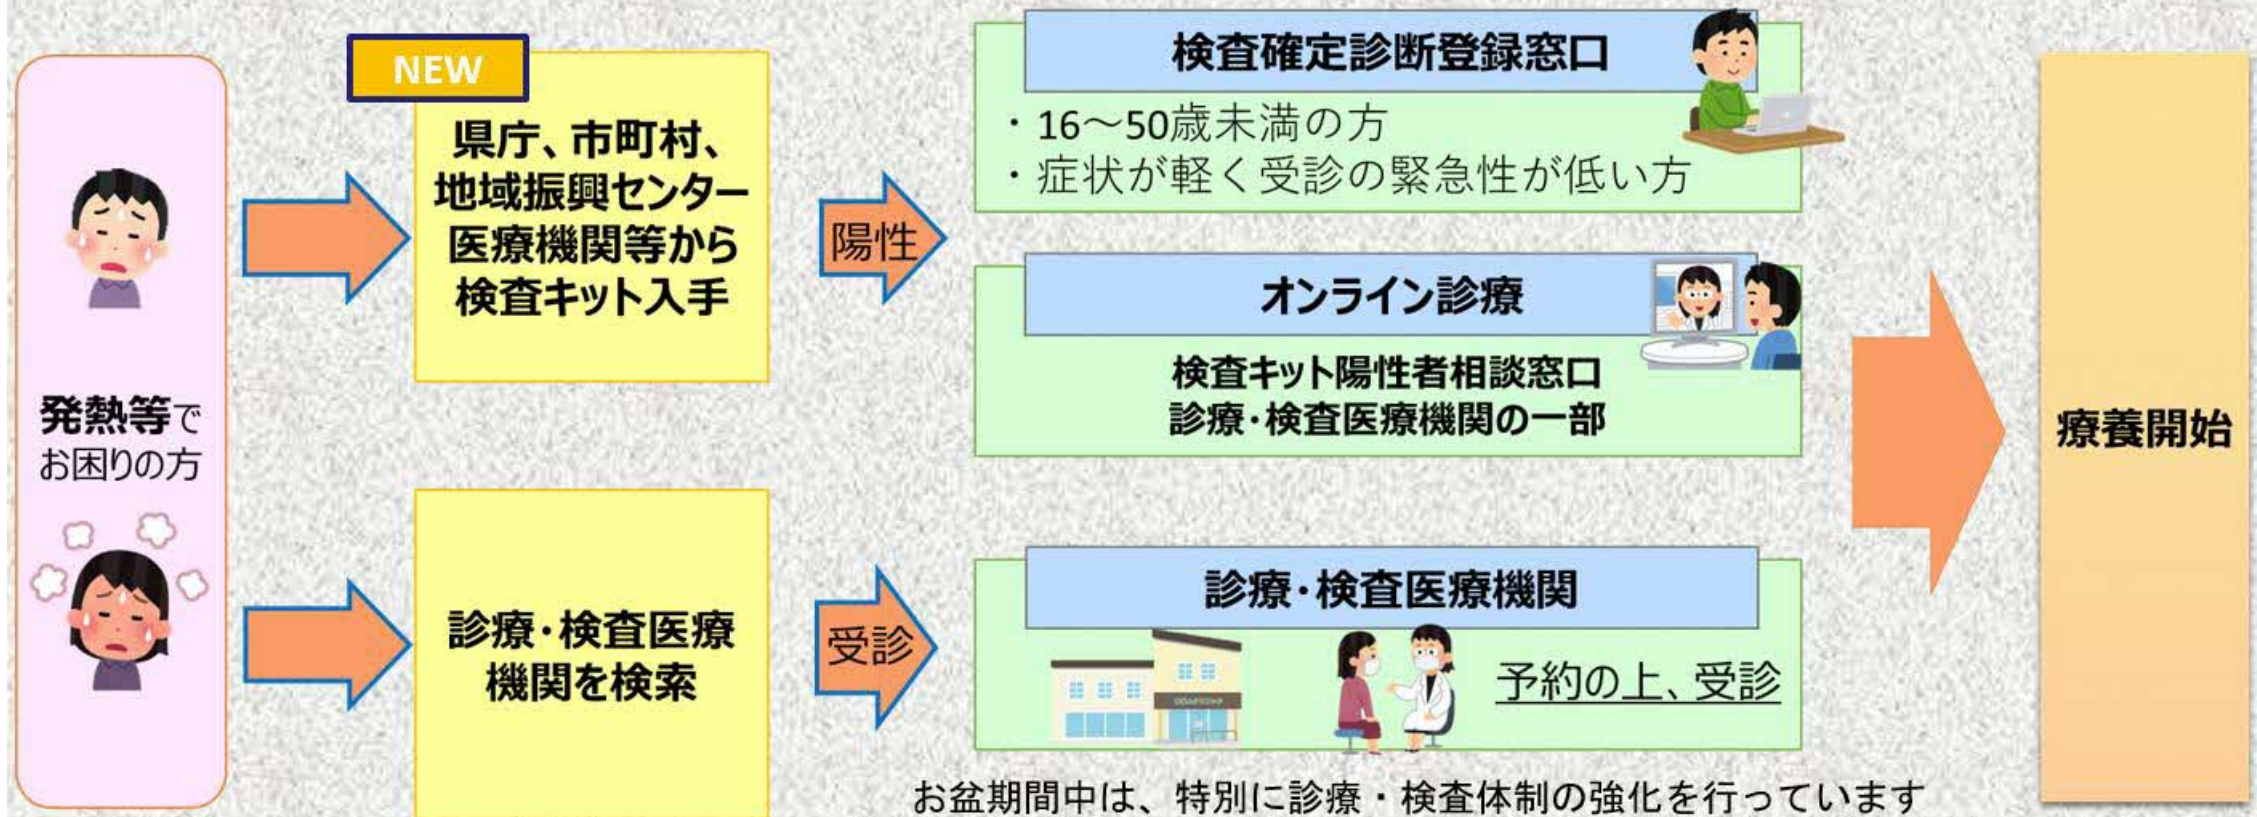 発熱等で
お困りの方
NEW
県庁、市町村、
地域振興センター
医療機関等から
検査キット入手
陽性
検査確定診断登録窓口
・16～50歳未満の方
・症状が軽く受診の緊急性が低い方
オンライン診療
検査キット陽性者相談窓口
診療・検査医療機関の一部
診療・検査医療
機関を検索
受診
診療・検査医療機関
予約の上、受診
お盆期間中は、特別に診療・検査体制の強化を行っています
療養開始